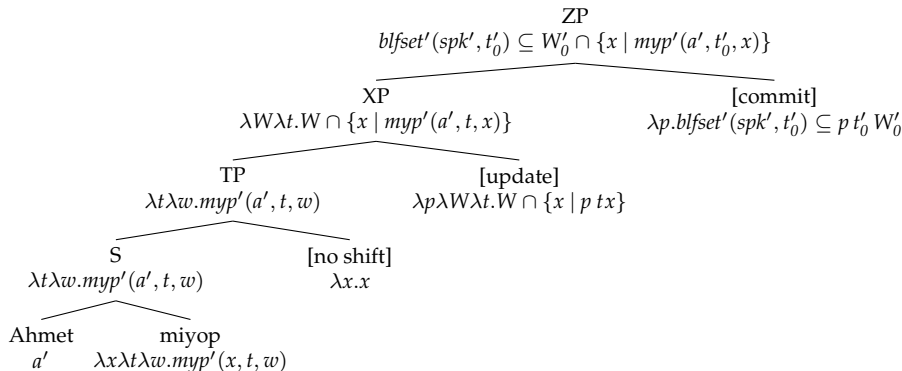 ZP
blfset′(spk′, t′₀) ⊆ W′₀ ∩ {x | myp′(a′, t′₀, x)}
XP [commit]
λWλt.W ∩ {x | myp′(a′, t, x)} λp.blfset′(spk′, t′₀) ⊆ p t′₀ W′₀
TP [update]
λtλw.myp′(a′, t, w) λpλWλt.W ∩ {x | p tx}
S [no shift]
λtλw.myp′(a′, t, w) λx.x
Ahmet miyop
a′ λxλtλw.myp′(x, t, w)